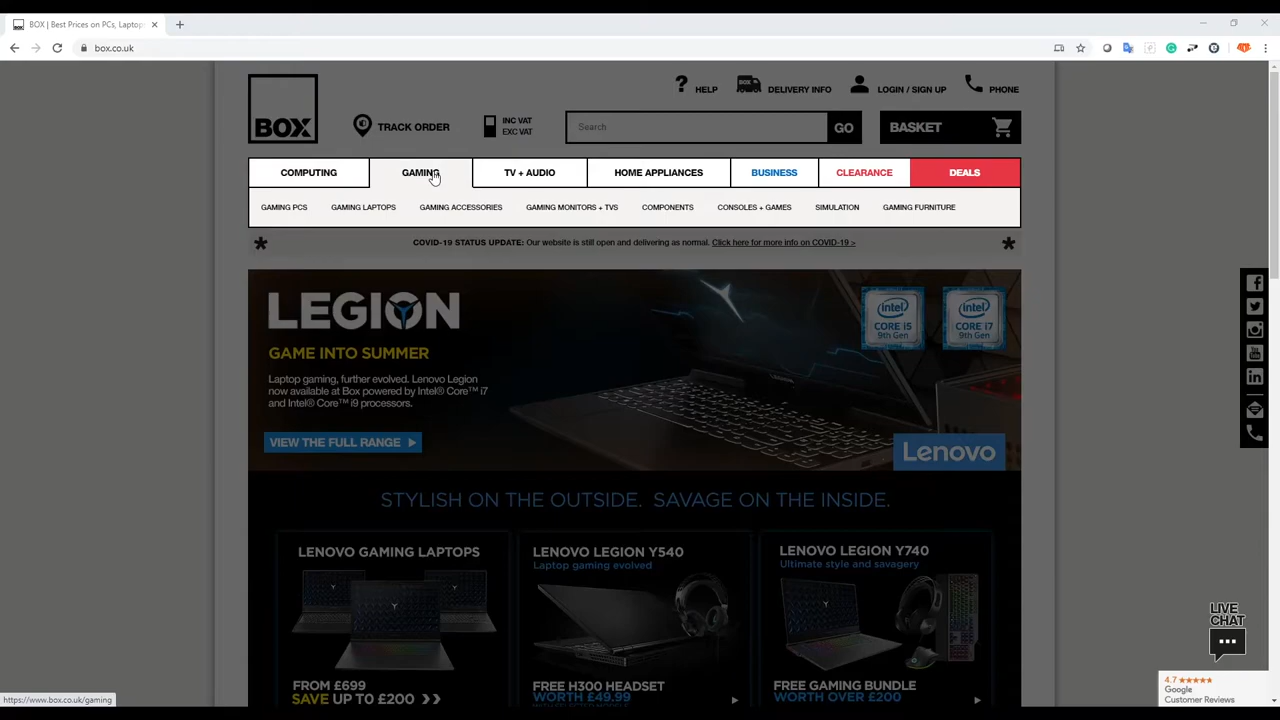 BOX | Best Prices on PCs, Laptop
box.co.uk
HELP
DELIVERY INFO
LOGIN / SIGN UP
PHONE
BOX
TRACK ORDER
INC VAT
EXC VAT
Search
GO
BASKET
COMPUTING
GAMING
TV + AUDIO
HOME APPLIANCES
BUSINESS
CLEARANCE
DEALS
GAMING PCS
GAMING LAPTOPS
GAMING ACCESSORIES
GAMING MONITORS + TVS
COMPONENTS
CONSOLES + GAMES
SIMULATION
GAMING FURNITURE
* COVID-19 STATUS UPDATE: Our website is still open and delivering as normal. Click here for more info on COVID-19 > *
LEGION
GAME INTO SUMMER
Laptop gaming, further evolved. Lenovo Legion
now available at Box powered by Intel® Core™ i7
and Intel® Core™ i9 processors.
VIEW THE FULL RANGE
intel
CORE i5
9th Gen
intel
CORE i7
9th Gen
Lenovo
STYLISH ON THE OUTSIDE. SAVAGE ON THE INSIDE.
LENOVO GAMING LAPTOPS
FROM £699
SAVE UP TO £200
LENOVO LEGION Y540
Laptop gaming evolved
FREE H300 HEADSET
WORTH £49.99
LENOVO LEGION Y740
Ultimate style and savagery
FREE GAMING BUNDLE
WORTH OVER £200
LIVE
CHAT
4.7
Google
Customer Reviews
https://www.box.co.uk/gaming